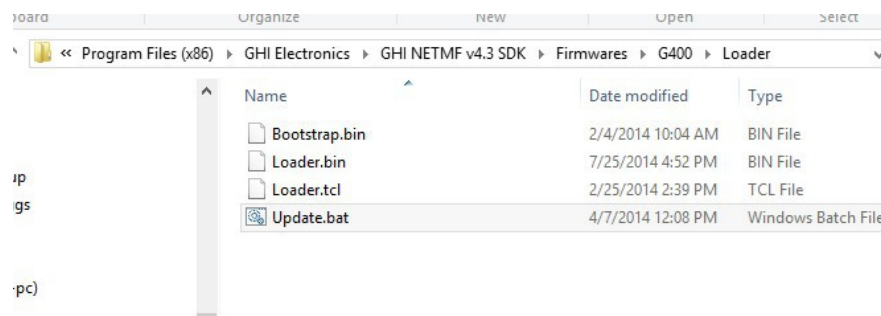 Organize New Open Select
« Program Files (x86) ▸ GHI Electronics ▸ GHI NETMF v4.3 SDK ▸ Firmwares ▸ G400 ▸ Loader
Name Date modified Type
Bootstrap.bin 2/4/2014 10:04 AM BIN File
Loader.bin 7/25/2014 4:52 PM BIN File
Loader.tcl 2/25/2014 2:39 PM TCL File
Update.bat 4/7/2014 12:08 PM Windows Batch File
-pc)